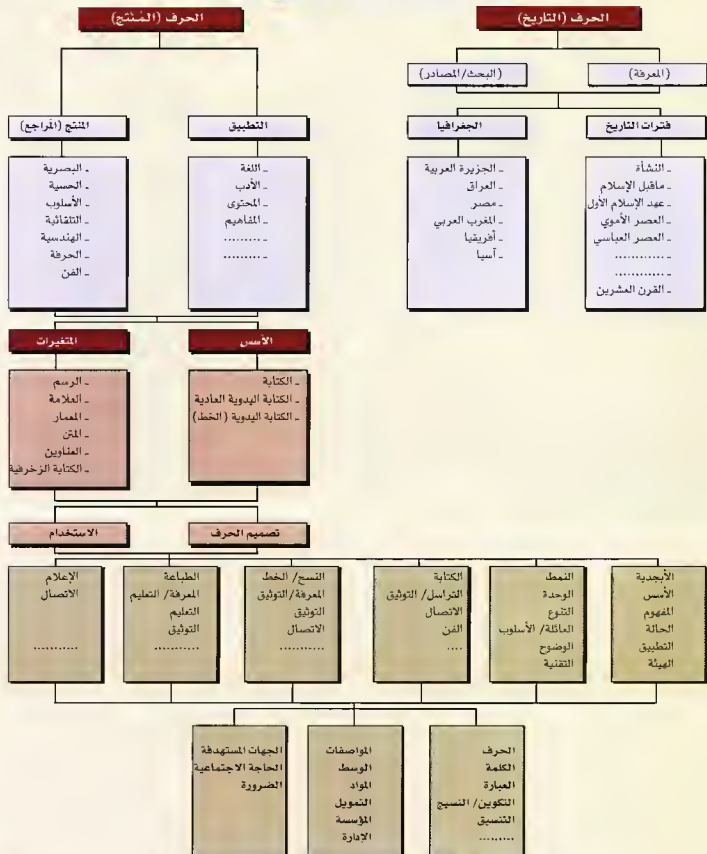 الحرف (التاريخ)
(المعرفة)
(البحث/المصادر)
فترات التاريخ
ـ النشأة
ـ ماقبل الإسلام
ـ عهد الإسلام الأول
ـ العصر الأموي
ـ العصر العباسي
ـ ............
ـ ............
ـ القرن العشرين
الجغرافيا
ـ الجزيرة العربية
ـ العراق
ـ مصر
ـ المغرب العربي
ـ أفريقيا
ـ آسيا
الحرف (المُنْتج)
التطبيق
ـ اللغة
ـ الأدب
ـ المحتوى
ـ المفاهيم
ـ .........
ـ .........
المنتج (المراجع)
ـ البصرية
ـ الحسية
ـ الأسلوب
ـ التلقائية
ـ الهندسية
ـ الحرفة
ـ الفن
الأسس
ـ الكتابة
ـ الكتابة اليدوية العادية
ـ الكتابة اليدوية (الخط)
المتغيرات
ـ الرسم
ـ العلامة
ـ المعمار
ـ المتن
ـ العناوين
ـ الكتابة الزخرفية
تصميم الحرف
الاستخدام
الأبجدية
الأسس
المفهوم
الحالة
التطبيق
الهيئة
النمط
الوحدة
التنوع
العائلة/ الأسلوب
الوضوح
التقنية
الكتابة
التراسل/ التوثيق
الاتصال
الفن
....
النسخ/ الخط
المعرفة/التوثيق
التوثيق
الاتصال
...........
الطباعة
المعرفة/ التعليم
التعليم
التوثيق
...........
الإعلام
الاتصال
...........
الحرف
الكلمة
العبارة
التكوين/ النسيج
التنسيق
.........
المواصفات
الوسط
المواد
التمويل
المؤسسة
الإدارة
الجهات المستهدفة
الحاجة الاجتماعية
الضرورة